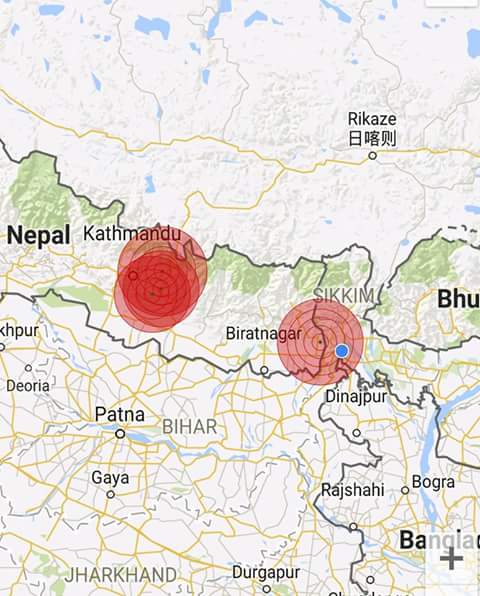 Rikaze
日喀则
Nepal
Kathmandu
SIKKIM
Bhu
Biratnagar
khpur
Deoria
Dinajpur
Patna
BIHAR
Gaya
Bogra
Rajshahi
Banglad
JHARKHAND
Durgapur